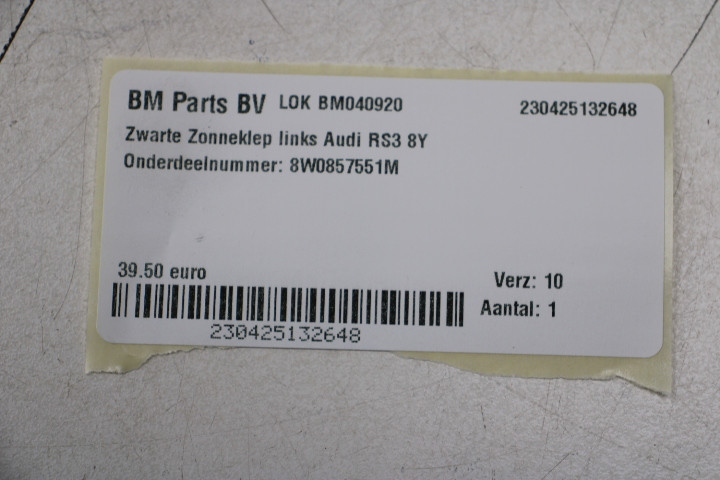 BM Parts BV LOK BM040920 230425132648
Zwarte Zonneklep links Audi RS3 8Y
Onderdeelnummer: 8W0857551M
39.50 euro
Verz: 10
Aantal: 1
230425132648